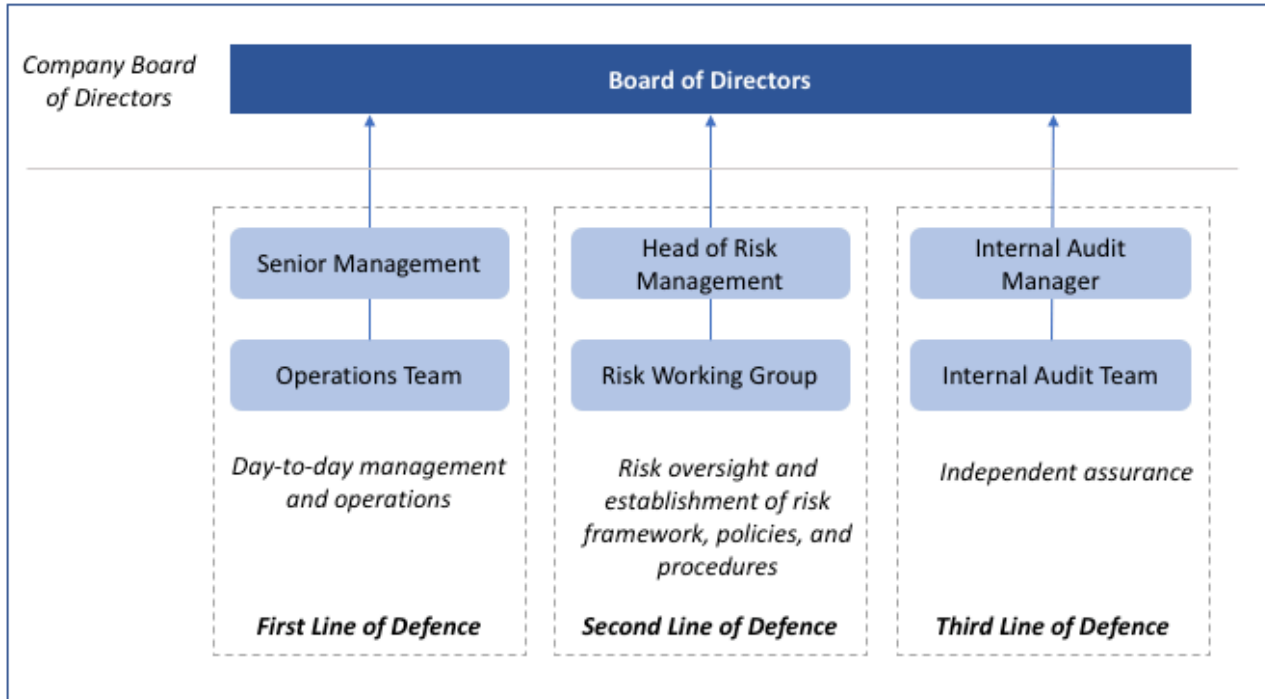 Company Board
of Directors
Board of Directors
Senior Management
Operations Team
Day-to-day management
and operations
First Line of Defence
Head of Risk
Management
Risk Working Group
Risk oversight and
establishment of risk
framework, policies, and
procedures
Second Line of Defence
Internal Audit
Manager
Internal Audit Team
Independent assurance
Third Line of Defence